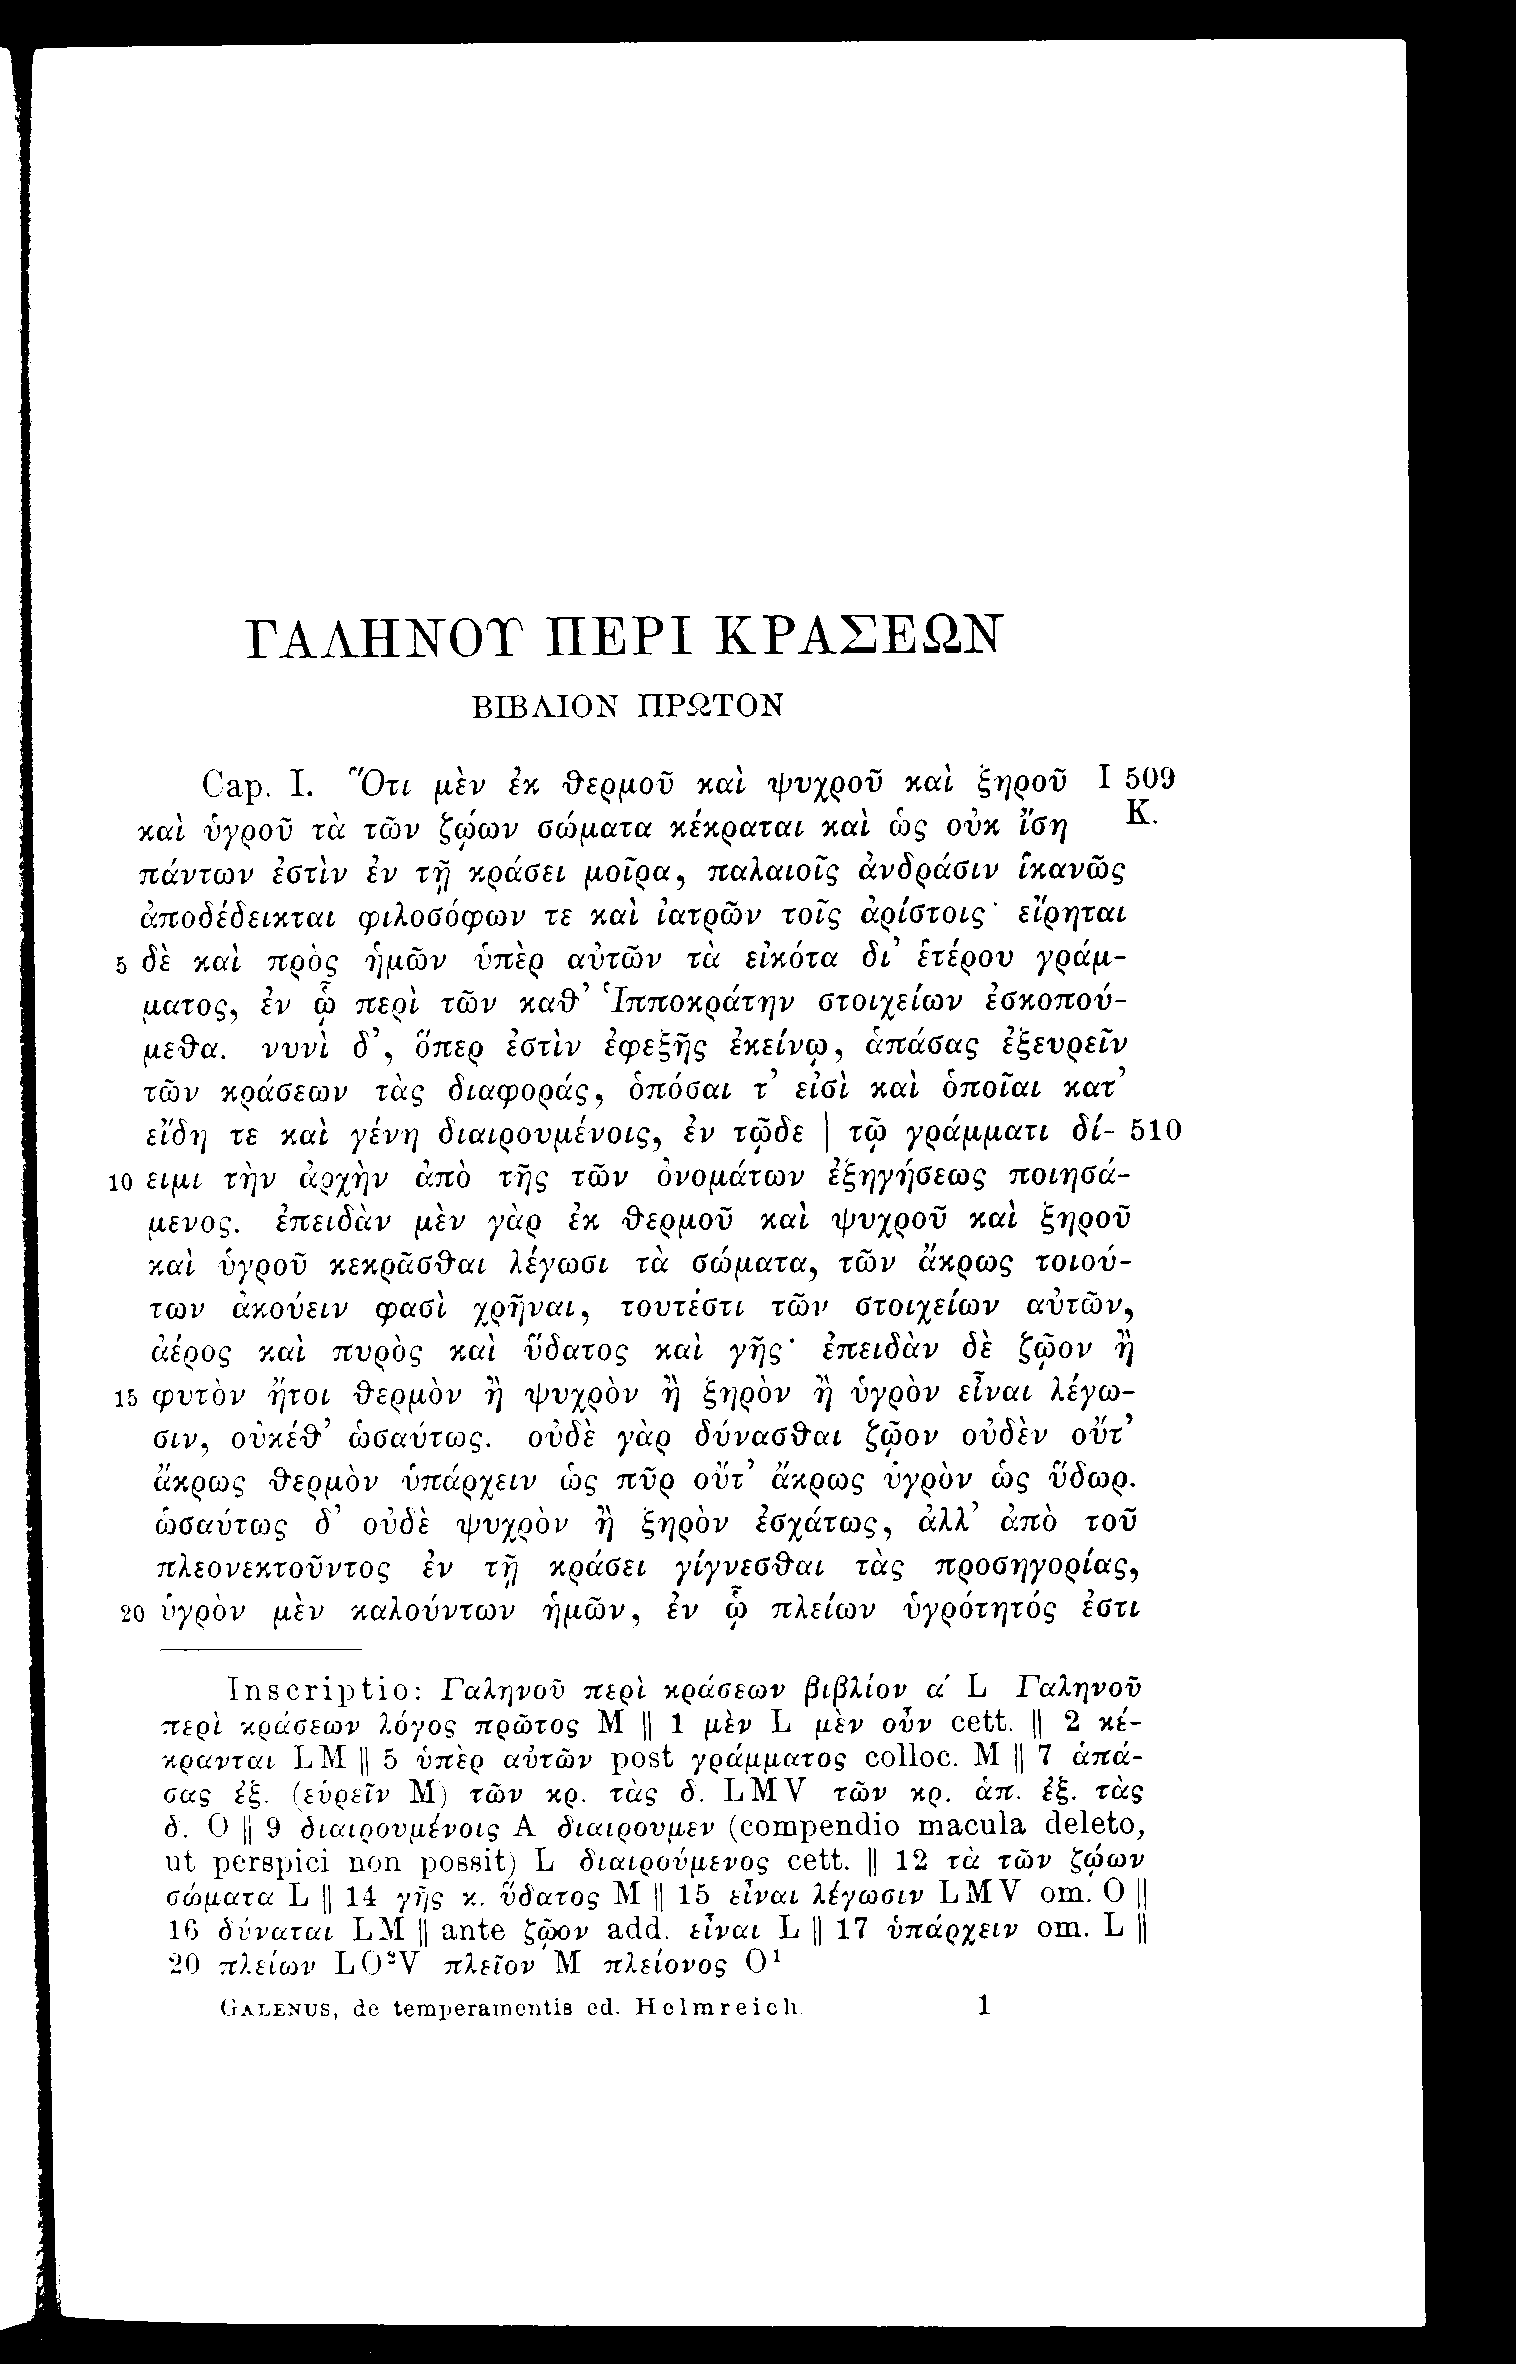 ΓΑΛΗΝΟΥ ΠΕΡΙ ΚΡΑΣΕΩΝ
ΒΙΒΛΙΟΝ ΠΡΩΤΟΝ
Cap. I. Ὅτι μὲν ἐκ θερμοῦ καὶ ψυχροῦ καὶ ξηροῦ I 509
καὶ ὑγροῦ τὰ τῶν ζῴων σώματα κέκραται καὶ ὡς οὐκ ἴση K.
πάντων ἐστὶν ἐν τῇ κράσει μοῖρα, παλαιοῖς ἀνδράσιν ἱκανῶς
ἀποδέδεικται φιλοσόφων τε καὶ ἰατρῶν τοῖς ἀρίστοις· εἴρηται
5 δὲ καὶ πρὸς ἡμῶν ὑπὲρ αὐτῶν τὰ εἰκότα δι’ ἑτέρου γράμ-
ματος, ἐν ᾧ περὶ τῶν καθ’ Ἱπποκράτην στοιχείων ἐσκοπού-
μεθα. νυνὶ δ’, ὅπερ ἐστὶν ἐφεξῆς ἐκείνῳ, ἁπάσας ἐξευρεῖν
τῶν κράσεων τὰς διαφοράς, ὁπόσαι τ’ εἰσὶ καὶ ὁποῖαι κατ’
εἴδη τε καὶ γένη διαιρουμένοις, ἐν τῷδε | τῷ γράμματι δί- 510
10 ειμι τὴν ἀρχὴν ἀπὸ τῆς τῶν ὀνομάτων ἐξηγήσεως ποιησά-
μενος. ἐπειδὰν μὲν γὰρ ἐκ θερμοῦ καὶ ψυχροῦ καὶ ξηροῦ
καὶ ὑγροῦ κεκρᾶσθαι λέγωσι τὰ σώματα, τῶν ἄκρως τοιού-
των ἀκούειν φασὶ χρῆναι, τουτέστι τῶν στοιχείων αὐτῶν,
ἀέρος καὶ πυρὸς καὶ ὕδατος καὶ γῆς· ἐπειδὰν δὲ ζῷον ἢ
15 φυτὸν ἤτοι θερμὸν ἢ ψυχρὸν ἢ ξηρὸν ἢ ὑγρὸν εἶναι λέγω-
σιν, οὐκέθ’ ὡσαύτως. οὐδὲ γὰρ δύνασθαι ζῷον οὐδὲν οὔτ’
ἄκρως θερμὸν ὑπάρχειν ὡς πῦρ οὔτ’ ἄκρως ὑγρὸν ὡς ὕδωρ.
ὡσαύτως δ’ οὐδὲ ψυχρὸν ἢ ξηρὸν ἐσχάτως, ἀλλ’ ἀπὸ τοῦ
πλεονεκτοῦντος ἐν τῇ κράσει γίγνεσθαι τὰς προσηγορίας,
20 ὑγρὸν μὲν καλούντων ἡμῶν, ἐν ᾧ πλείων ὑγρότητός ἐστι
Inscriptio: Γαληνοῦ περὶ κράσεων βιβλίον α´ L Γαληνοῦ
περὶ κράσεων λόγος πρῶτος M || 1 μὲν L μὲν οὖν cett. || 2 κέ-
κρανται LM || 5 ὑπὲρ αὐτῶν post γράμματος colloc. M || 7 ἁπά-
σας ἐξ. (εὑρεῖν M) τῶν κρ. τὰς δ. LMV τῶν κρ. ἁπ. ἐξ. τὰς
δ. O || 9 διαιρουμένοις A διαιρουμεν (compendio macula deleto,
ut perspici non possit) L διαιρούμενος cett. || 12 τὰ τῶν ζῴων
σώματα L || 14 γῆς κ. ὕδατος M || 15 εἶναι λέγωσιν LMV om. O ||
16 δύναται LM || ante ζῷον add. εἶναι L || 17 ὑπάρχειν om. L ||
20 πλείων LO²V πλεῖον M πλείονος O¹
GALENUS, de temperamentis ed. Helmreich. 1